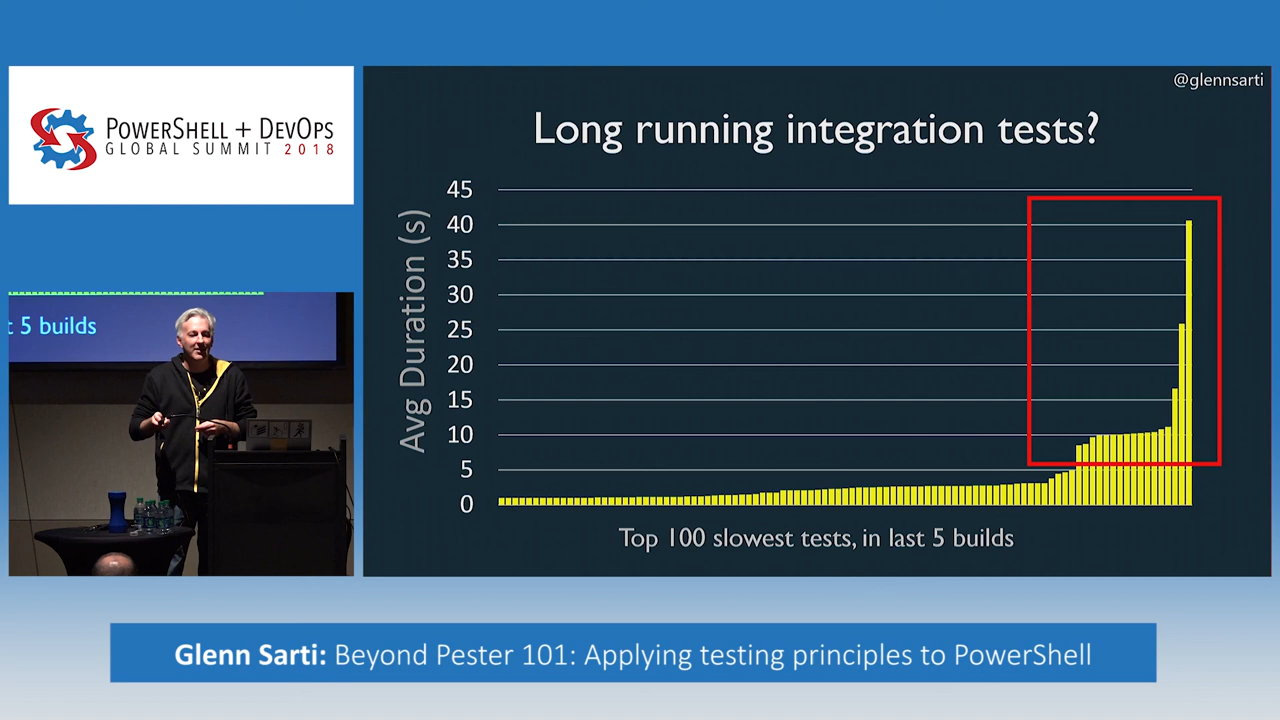 @glennsarti
POWERSHELL + DEVOPS
GLOBAL SUMMIT 2018
Long running integration tests?
Avg Duration (s)
45
40
35
30
25
20
15
10
5
0
Top 100 slowest tests, in last 5 builds
5 builds
Glenn Sarti: Beyond Pester 101: Applying testing principles to PowerShell